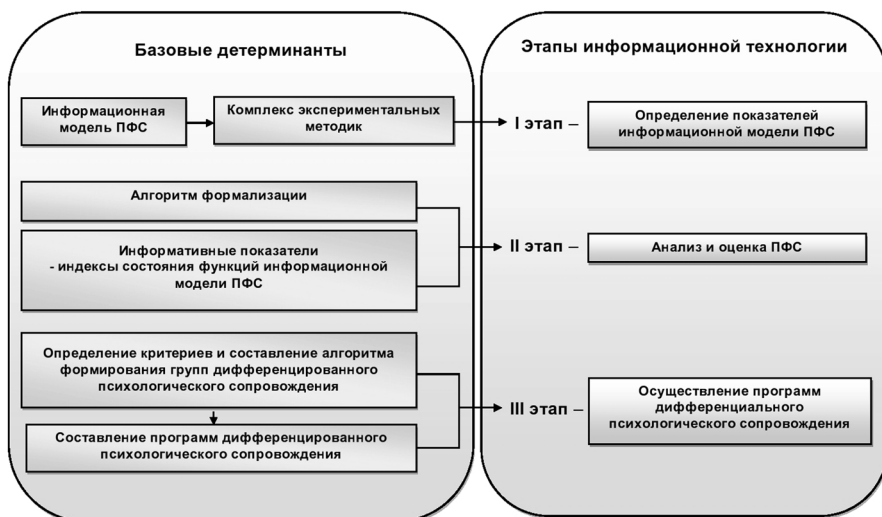 Базовые детерминанты
Информационная
модель ПФС
Комплекс экспериментальных
методик
Алгоритм формализации
Информативные показатели
- индексы состояния функций информационной
модели ПФС
Определение критериев и составление алгоритма
формирования групп дифференцированного
психологического сопровождения
Составление программ дифференцированного
психологического сопровождения
Этапы информационной технологии
I этап –
Определение показателей
информационной модели ПФС
II этап –
Анализ и оценка ПФС
III этап –
Осуществление программ
дифференциального
психологического сопровождения